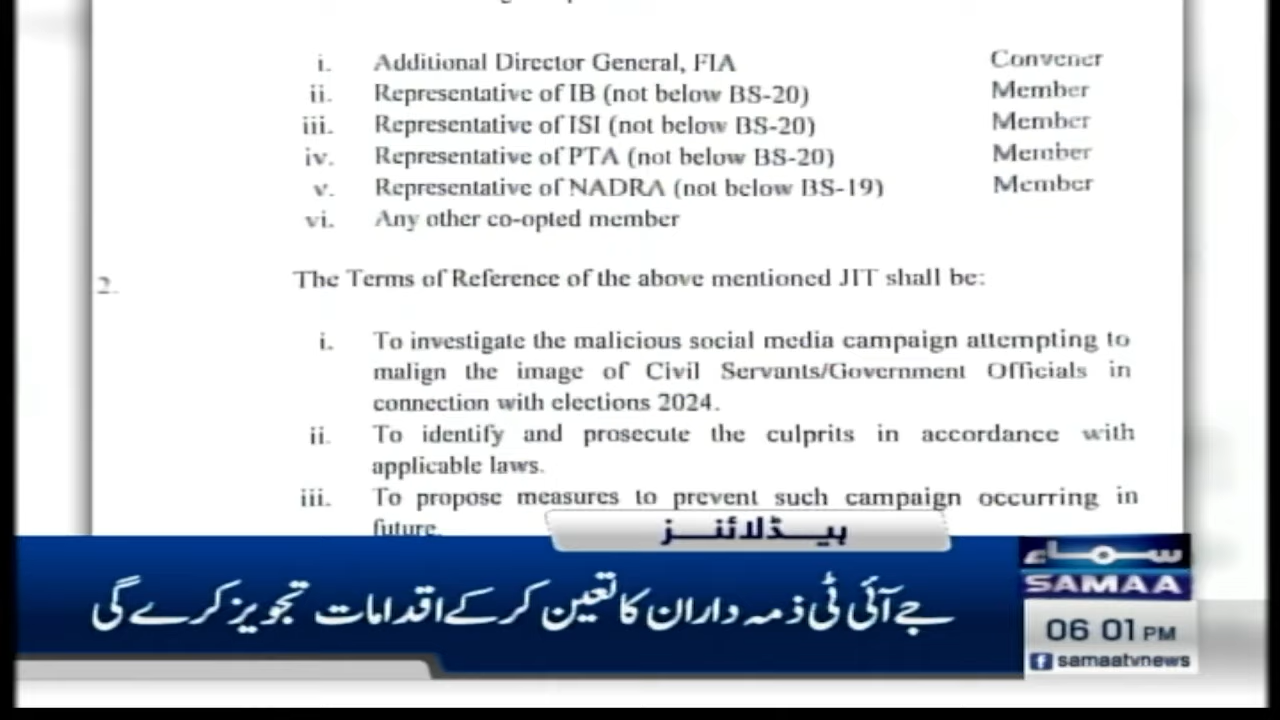 i. Additional Director General, FIA Convener
ii. Representative of IB (not below BS-20) Member
iii. Representative of ISI (not below BS-20) Member
iv. Representative of PTA (not below BS-20) Member
v. Representative of NADRA (not below BS-19) Member
vi. Any other co-opted member
2. The Terms of Reference of the above mentioned JIT shall be:
i. To investigate the malicious social media campaign attempting to
malign the image of Civil Servants/Government Officials in
connection with elections 2024.
ii. To identify and prosecute the culprits in accordance with
applicable laws.
iii. To propose measures to prevent such campaign occurring in
future.
ہیڈلائنز
جے آئی ٹی ذمہ داران کا تعین کر کے اقدامات تجویز کرے گی
سماء
SAMAA
06 01 PM
samaatvnews